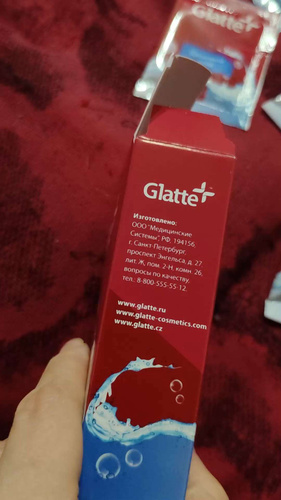 Glatte
Glatte
Изготовлено:
ООО "Медицинские
Системы", РФ, 194156,
г. Санкт-Петербург,
проспект Энгельса, д. 27
лит. Ж, пом. 2-Н, комн. 26,
вопросы по качеству,
тел.: 8-800-555-55-12.
www.glatte.ru
www.glatte-cosmetics.com
www.glatte.cz